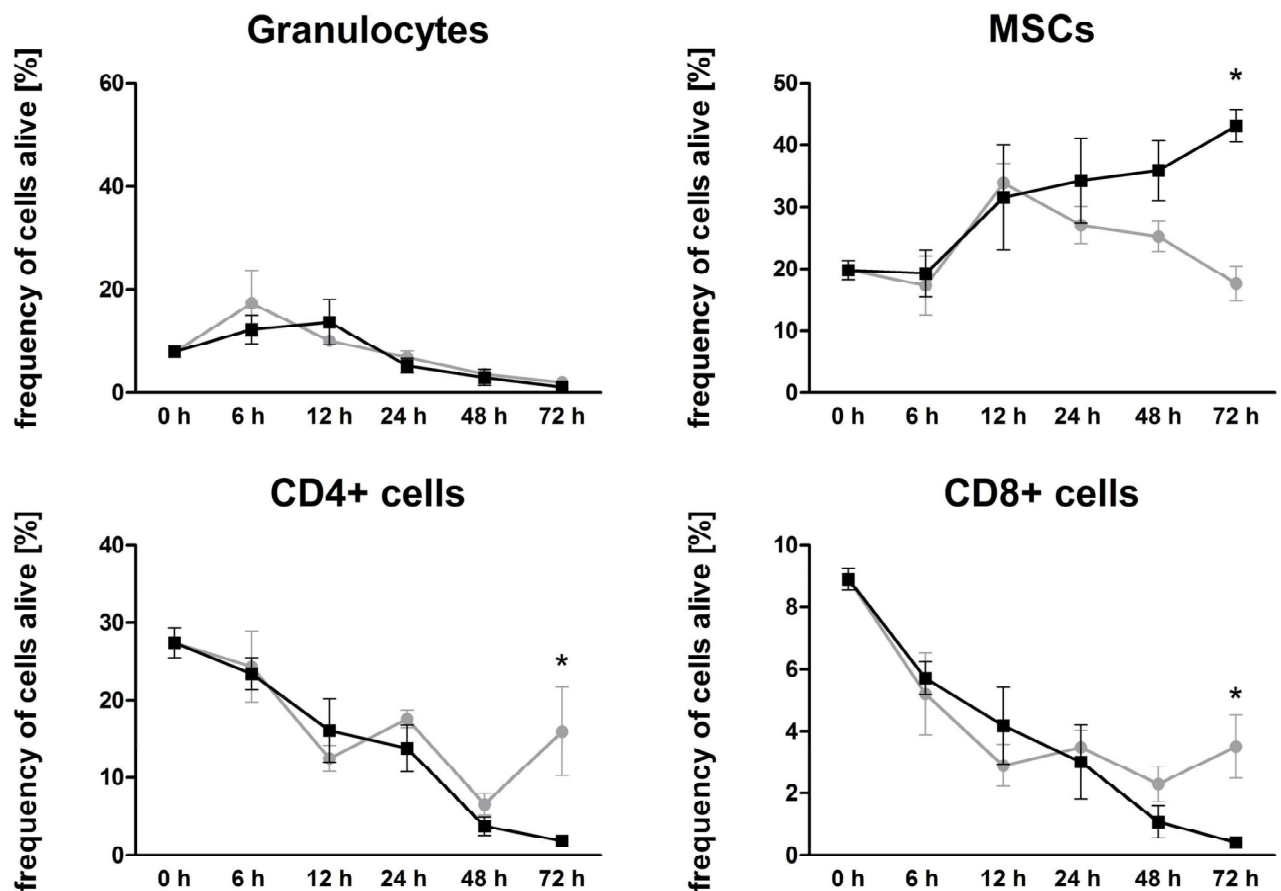 Granulocytes
frequency of cells alive [%]
60
40
20
0
0 h 6 h 12 h 24 h 48 h 72 h
MSCs
frequency of cells alive [%]
50
40
30
20
10
0
*
0 h 6 h 12 h 24 h 48 h 72 h
CD4+ cells
frequency of cells alive [%]
40
30
20
10
0
*
0 h 6 h 12 h 24 h 48 h 72 h
CD8+ cells
frequency of cells alive [%]
10
8
6
4
2
0
*
0 h 6 h 12 h 24 h 48 h 72 h